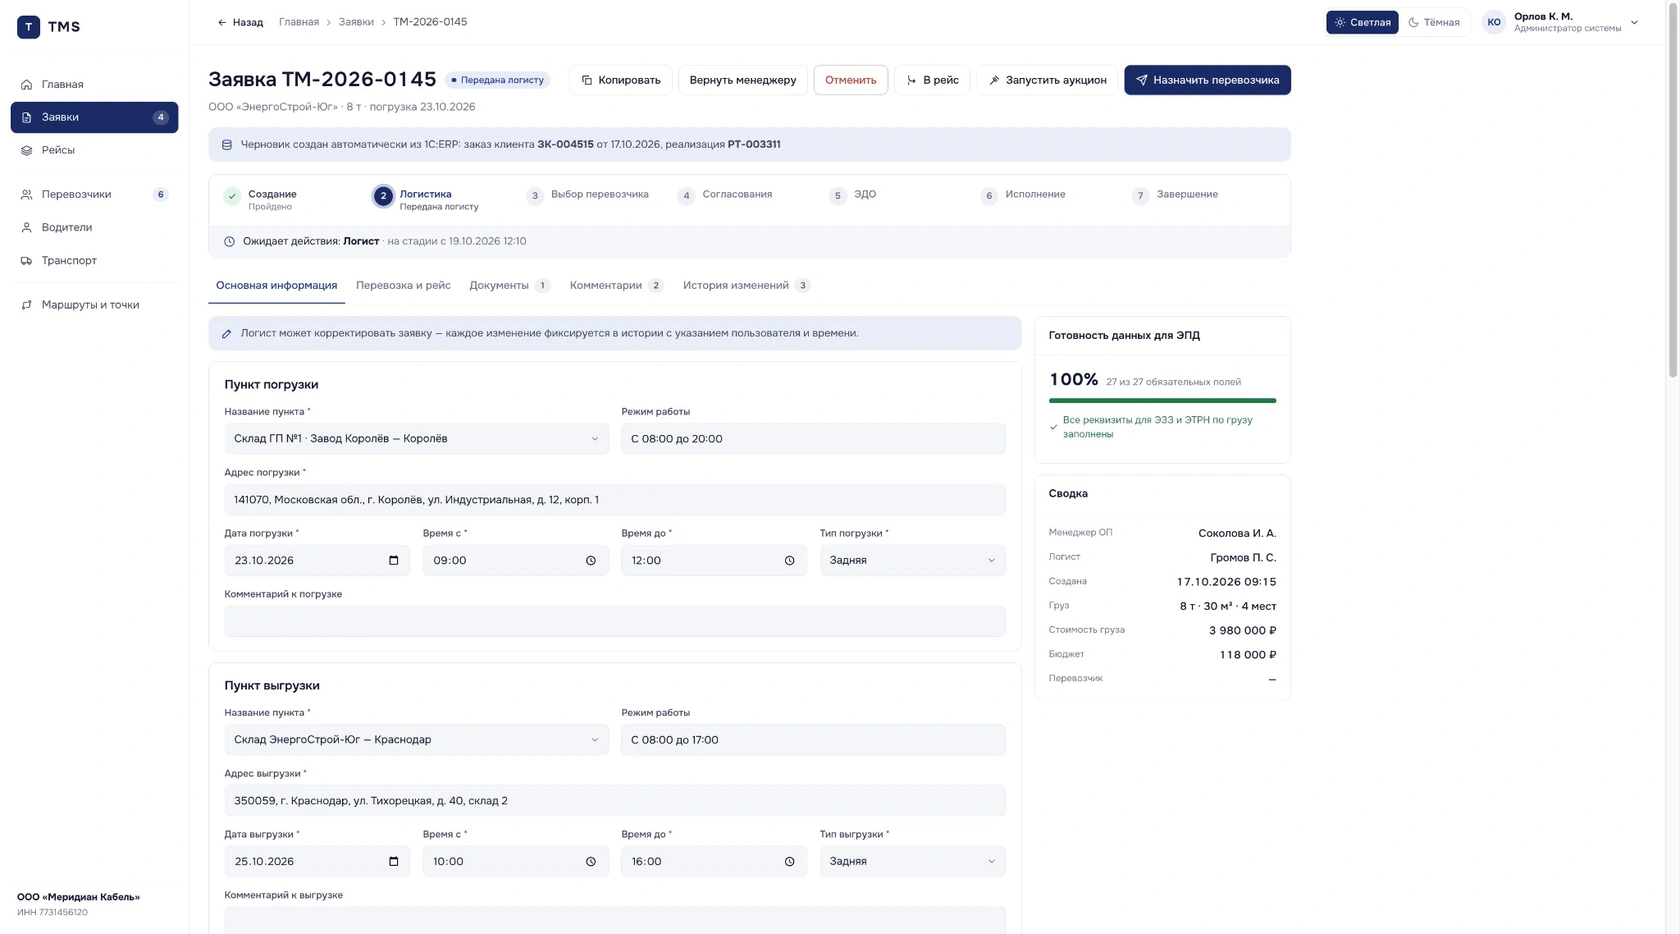 T TMS
← Назад Главная > Заявки > ТМ-2026-0145
Светлая Тёмная
КО Орлов К. М.
Администратор системы
Главная
Заявки 4
Рейсы
Перевозчики 6
Водители
Транспорт
Маршруты и точки
ООО «Меридиан Кабель»
ИНН 7731456120
Заявка ТМ-2026-0145 • Передана логисту
Копировать Вернуть менеджеру Отменить В рейс Запустить аукцион Назначить перевозчика
ООО «ЭнергоСтрой-Юг» · 8 т · погрузка 23.10.2026
Черновик создан автоматически из 1С:ERP: заказ клиента ЗК-004515 от 17.10.2026, реализация РТ-003311
Создание
Пройдено
2 Логистика
Передана логисту
3 Выбор перевозчика
4 Согласования
5 ЭДО
6 Исполнение
7 Завершение
Ожидает действия: Логист · на стадии с 19.10.2026 12:10
Основная информация Перевозка и рейс Документы 1 Комментарии 2 История изменений 3
Логист может корректировать заявку — каждое изменение фиксируется в истории с указанием пользователя и времени.
Пункт погрузки
Название пункта * Режим работы
Склад ГП №1 · Завод Королёв — Королёв С 08:00 до 20:00
Адрес погрузки *
141070, Московская обл., г. Королёв, ул. Индустриальная, д. 12, корп. 1
Дата погрузки * Время с * Время до * Тип погрузки *
23.10.2026 09:00 12:00 Задняя
Комментарий к погрузке
Пункт выгрузки
Название пункта * Режим работы
Склад ЭнергоСтрой-Юг — Краснодар С 08:00 до 17:00
Адрес выгрузки *
350059, г. Краснодар, ул. Тихорецкая, д. 40, склад 2
Дата выгрузки * Время с * Время до * Тип выгрузки *
25.10.2026 10:00 16:00 Задняя
Комментарий к выгрузке
Готовность данных для ЭПД
100% 27 из 27 обязательных полей
Все реквизиты для ЭЗЗ и ЭТРН по грузу
заполнены
Сводка
Менеджер ОП Соколова И. А.
Логист Громов П. С.
Создана 17.10.2026 09:15
Груз 8 т · 30 м³ · 4 мест
Стоимость груза 3 980 000 ₽
Бюджет 118 000 ₽
Перевозчик —